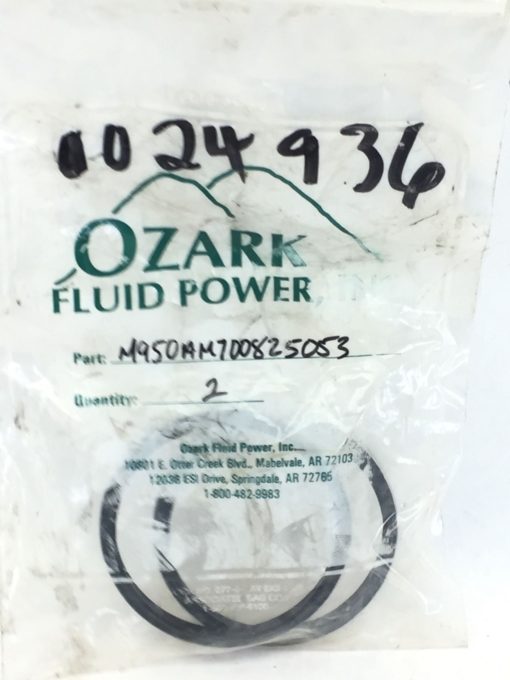 0024936
OZARK
FLUID POWER, INC
Part: M950AM700825053
Quantity: 2
Ozark Fluid Power, Inc.
10801 E. Otter Creek Blvd., Mabelvale, AR 72103
12038 ESI Drive, Springdale, AR 72765
1-800-482-9983